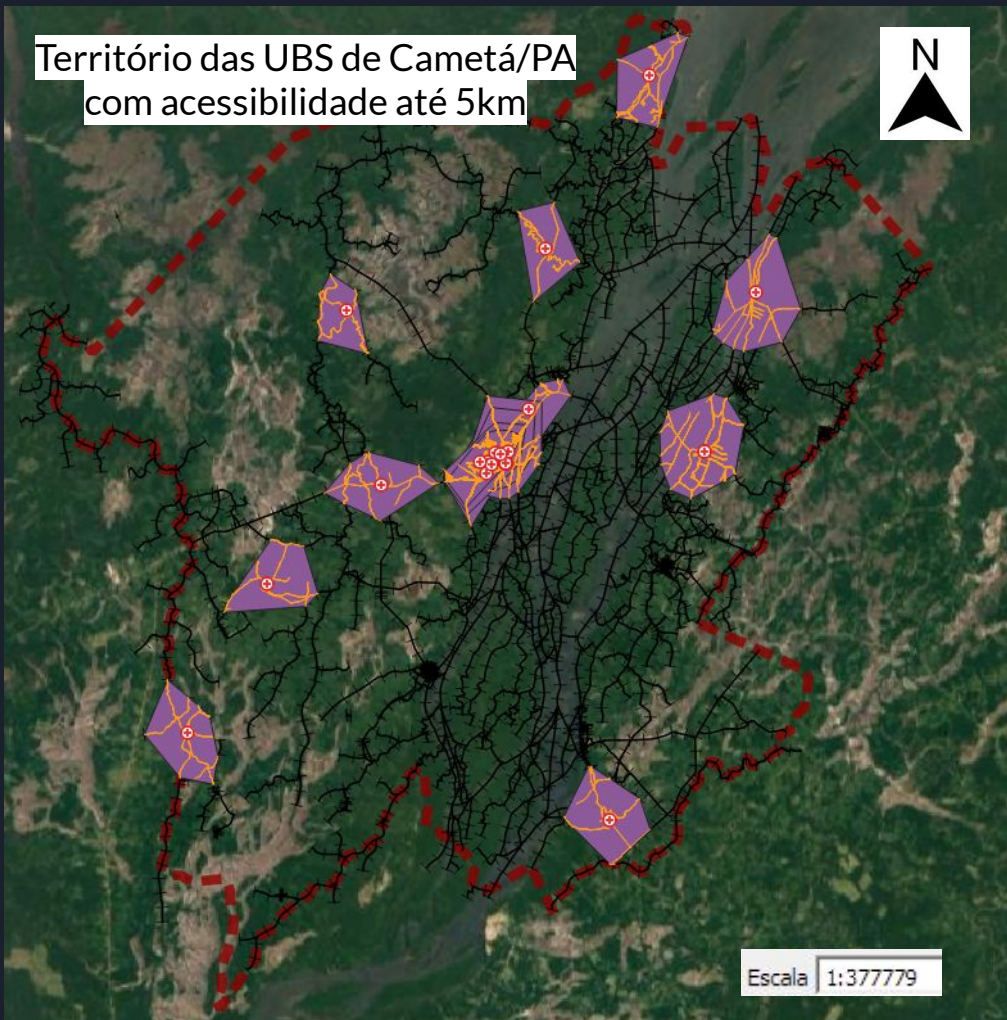 Território das UBS de Cametá/PA
com acessibilidade até 5km
N
Escala 1:377779